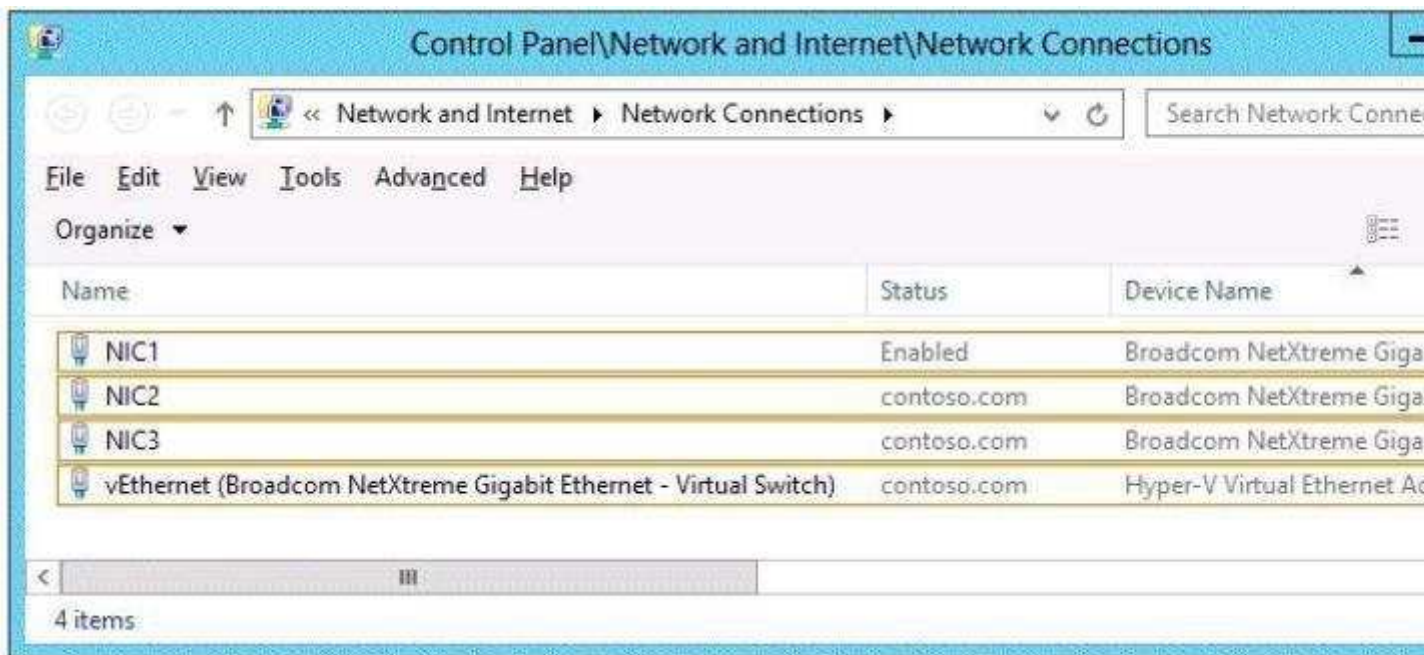 Control Panel\Network and Internet\Network Connections
« Network and Internet ▸ Network Connections ▸ Search Network Connec
File Edit View Tools Advanced Help
Organize
Name Status Device Name
NIC1 Enabled Broadcom NetXtreme Giga
NIC2 contoso.com Broadcom NetXtreme Giga
NIC3 contoso.com Broadcom NetXtreme Giga
vEthernet (Broadcom NetXtreme Gigabit Ethernet - Virtual Switch) contoso.com Hyper-V Virtual Ethernet Ad
4 items